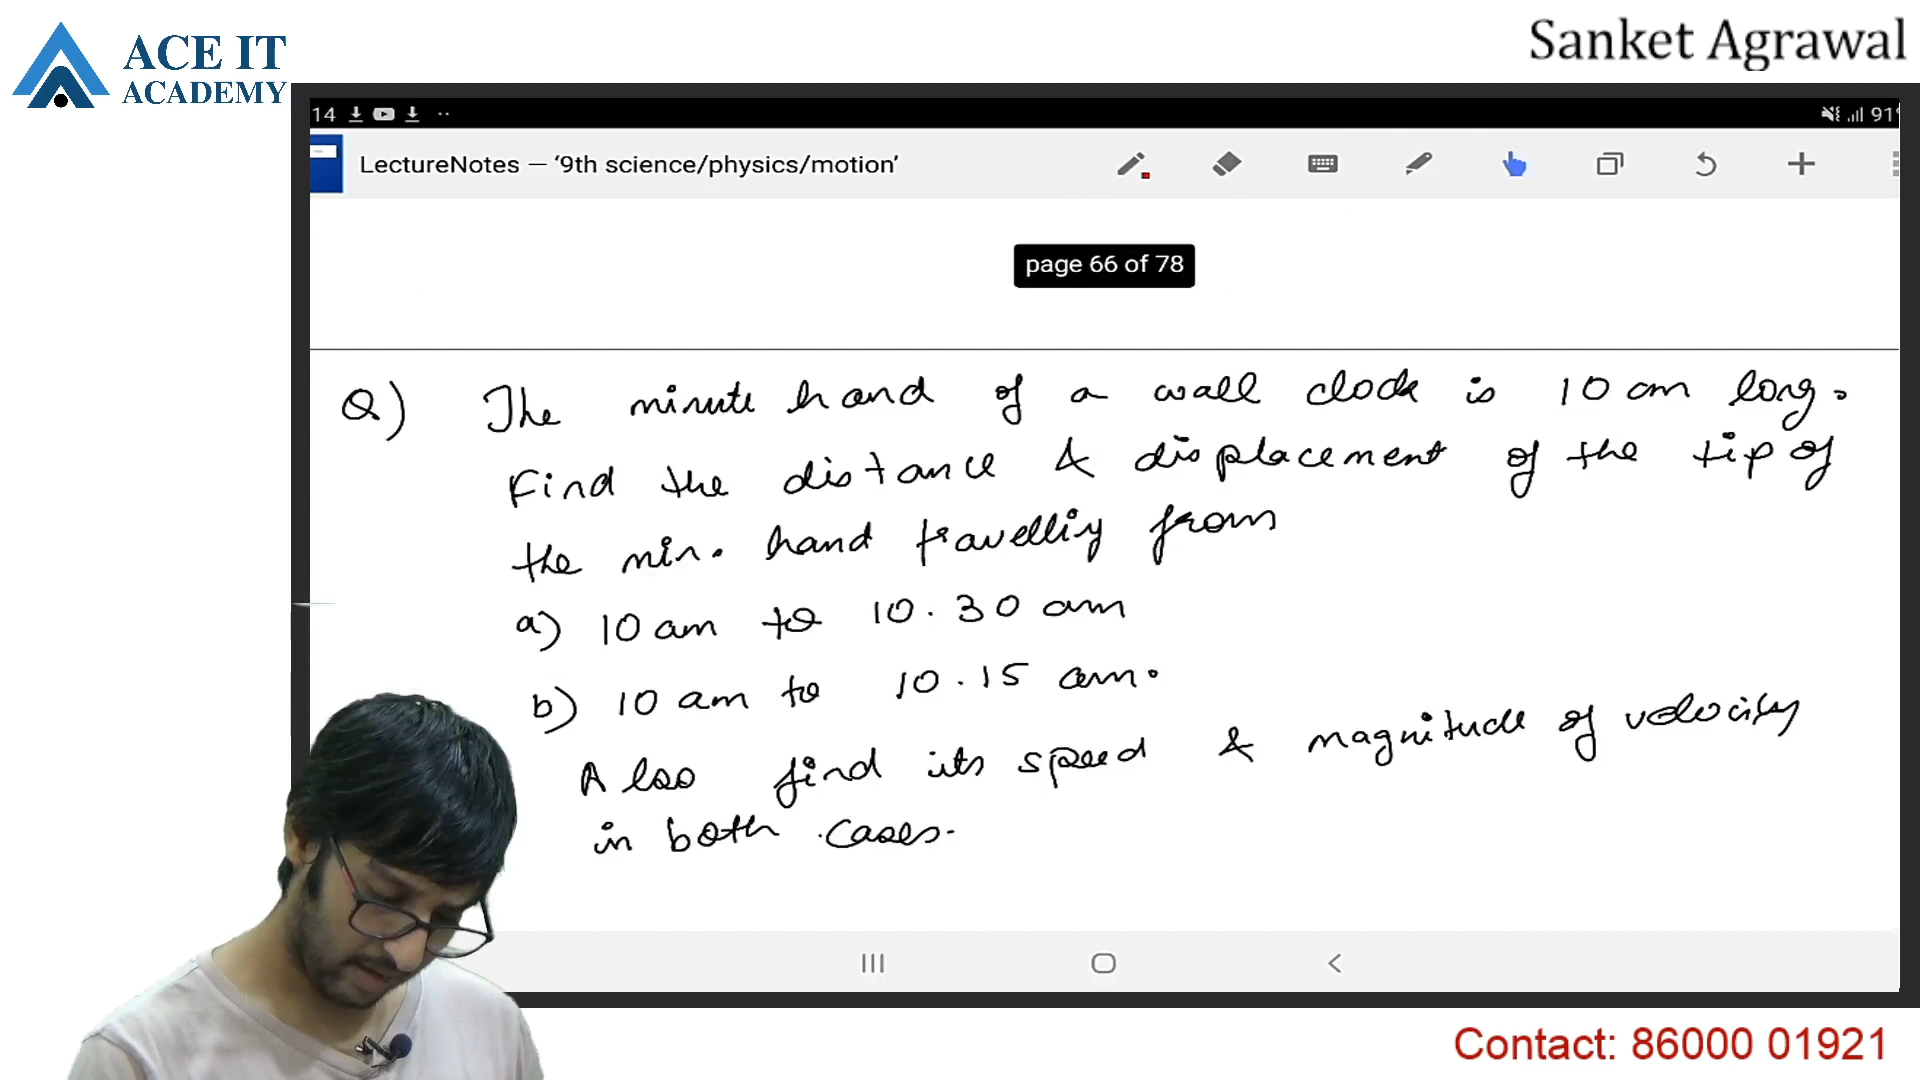 ACE IT
ACADEMY
Sanket Agrawal
14
91
LectureNotes — ‘9th science/physics/motion’
page 66 of 78
Q) The minute hand of a wall clock is 10 cm long.
Find the distance & displacement of the tip of
the min. hand travelling from
a) 10 am to 10.30 am
b) 10 am to 10.15 am.
Also find its speed & magnitude of velocity
in both cases.
Contact: 86000 01921